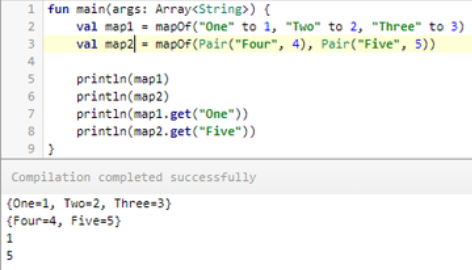 1 fun main(args: Array<String>) {
2     val map1 = mapOf("One" to 1, "Two" to 2, "Three" to 3)
3     val map2 = mapOf(Pair("Four", 4), Pair("Five", 5))
4
5     println(map1)
6     println(map2)
7     println(map1.get("One"))
8     println(map2.get("Five"))
9 }
Compilation completed successfully
{One=1, Two=2, Three=3}
{Four=4, Five=5}
1
5